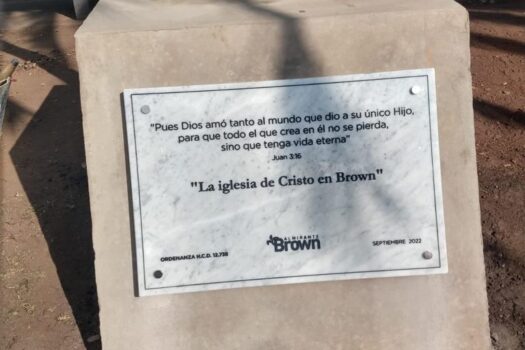 "Pues Dios amó tanto al mundo que dio a su único Hijo,
para que todo el que crea en él no se pierda,
sino que tenga vida eterna"
Juan 3:16
"La iglesia de Cristo en Brown"
ALMIRANTE
Brown
ORDENANZA H.C.D. 12.738
SEPTIEMBRE 2022